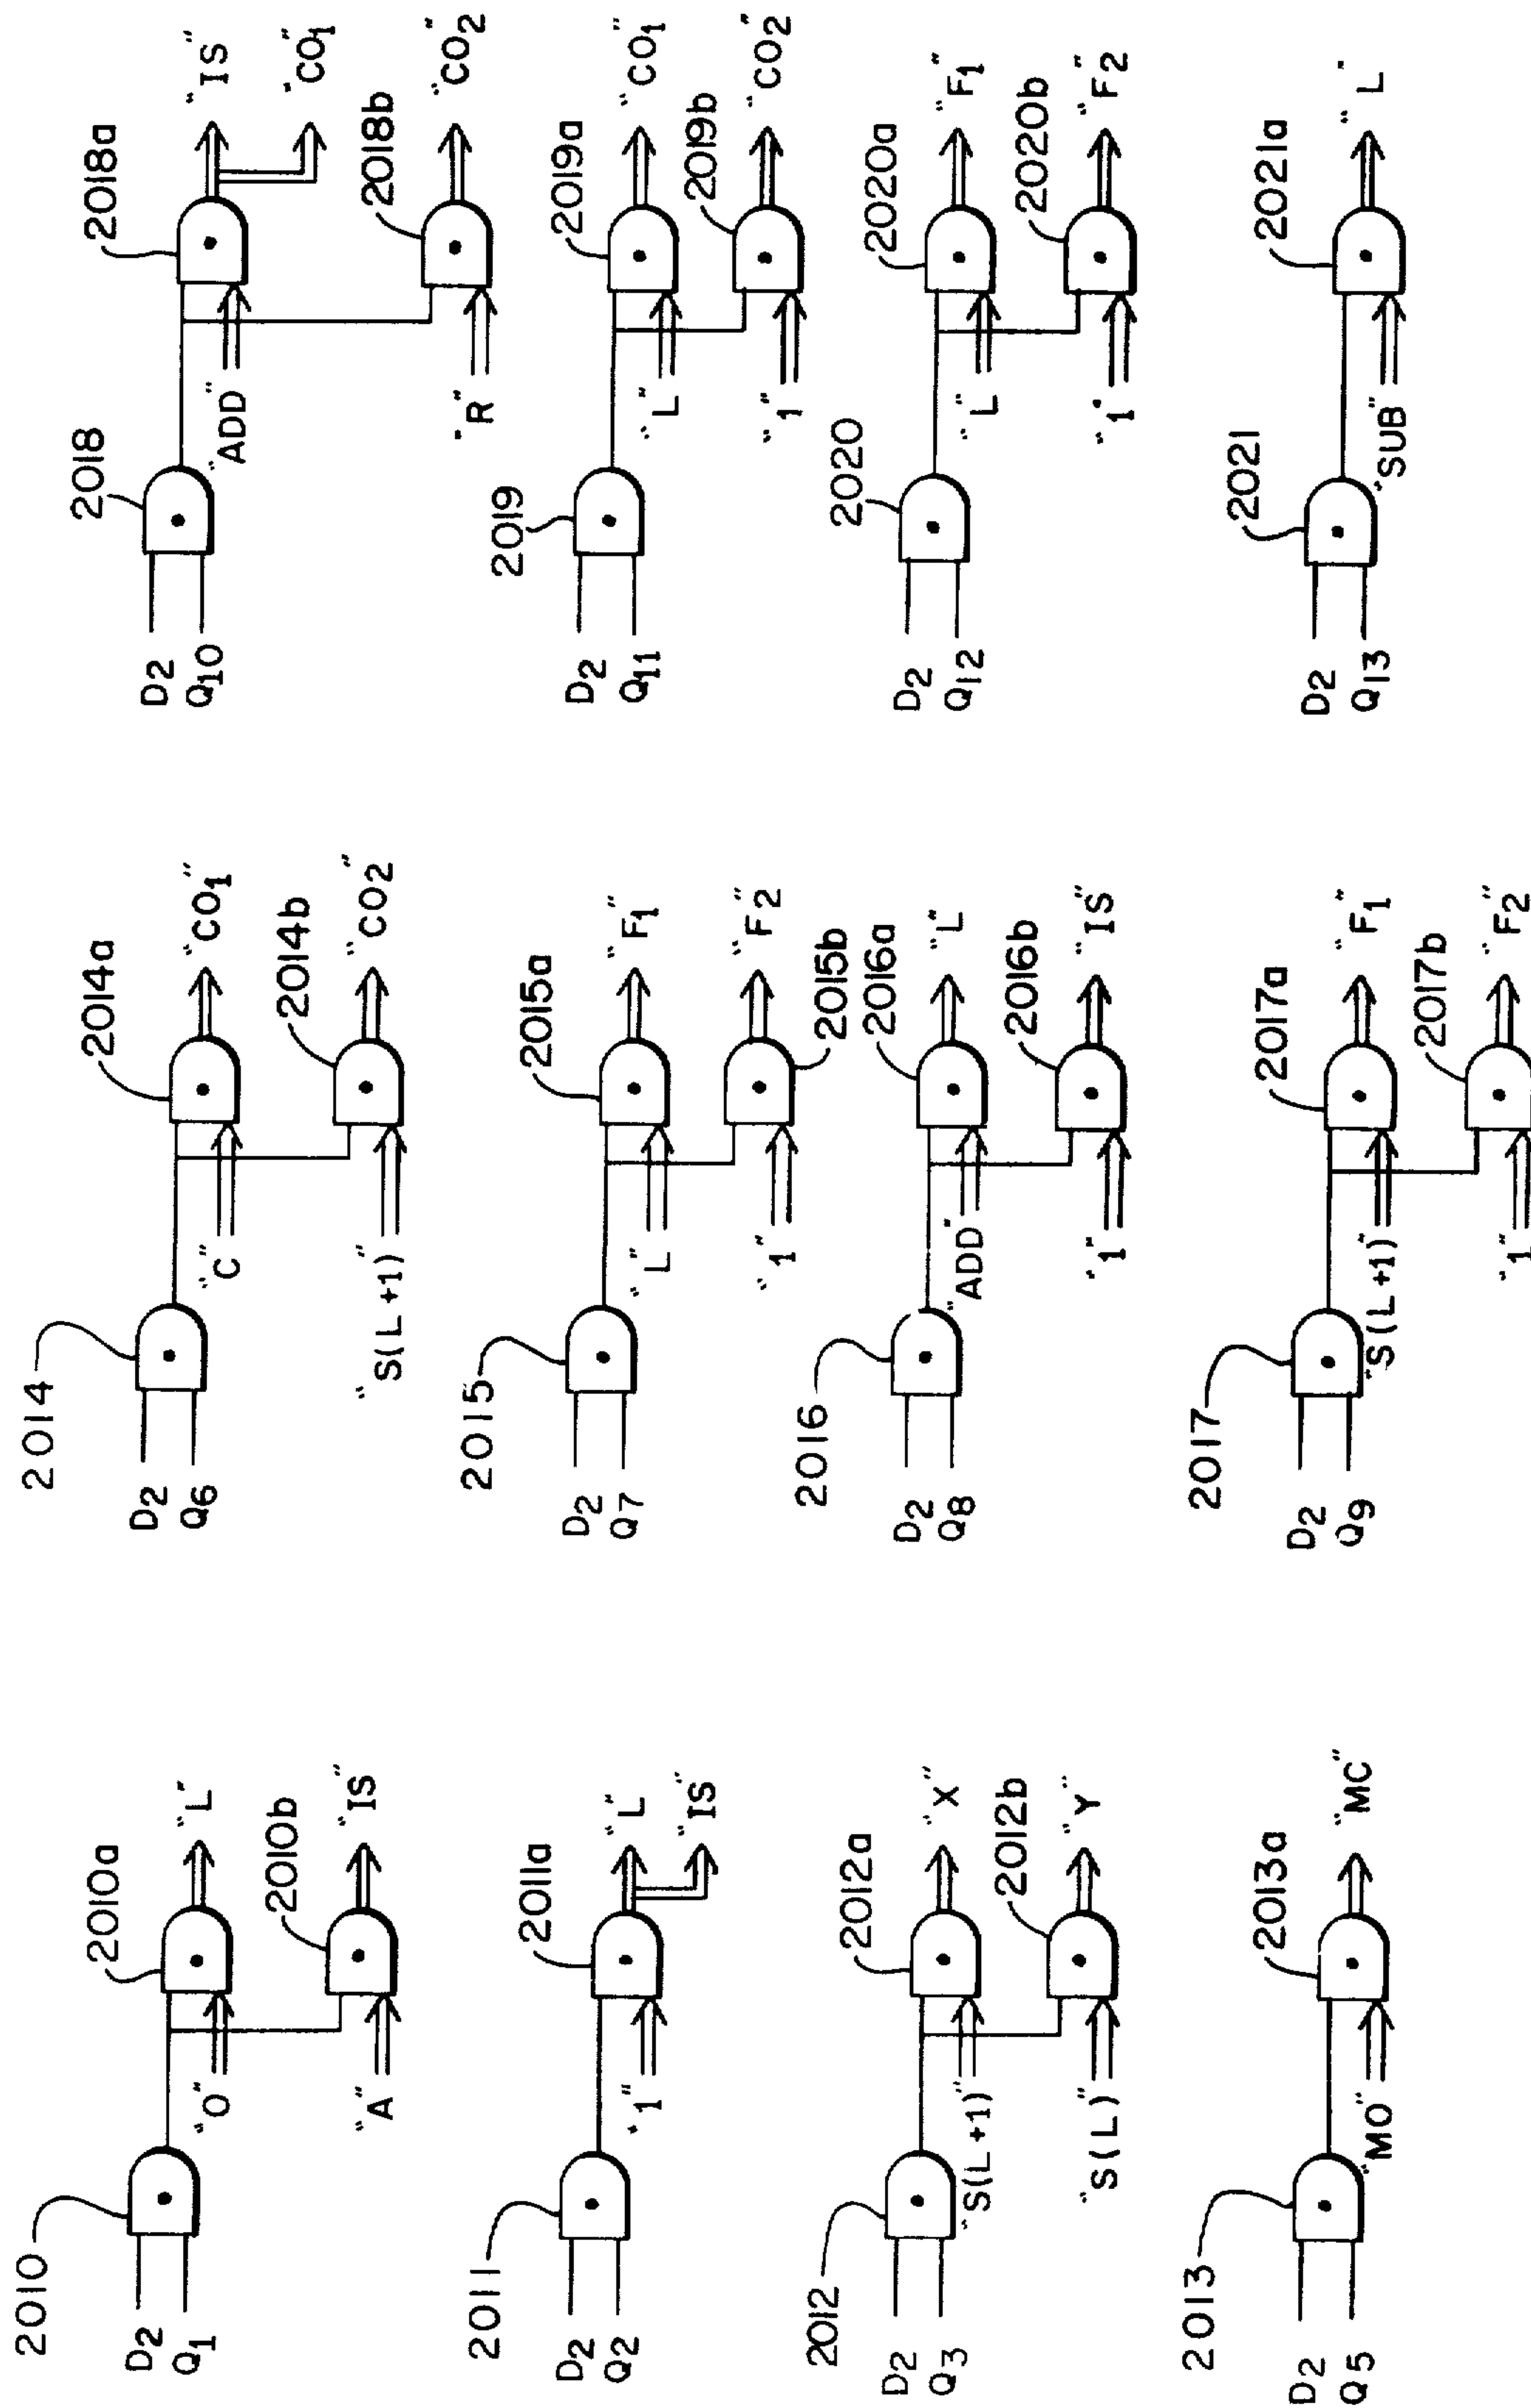 2010
D2
Q1
"O"
2010a
"L"
"A"
2010b
"IS"
2011
D2
Q2
"1"
2011a
"L"
"IS"
2012
D2
Q3
"S(L+1)"
2012a
"X"
"S(L)"
2012b
"Y"
2013
D2
Q5
"MO"
2013a
"MC"
2014
D2
Q6
"C"
2014a
"CO1"
"S(L+1)"
2014b
"CO2"
2015
D2
Q7
"L"
2015a
"F1"
"1"
2015b
"F2"
2016
D2
Q8
"ADD"
2016a
"L"
"1"
2016b
"IS"
2017
D2
Q9
"S(L+1)"
2017a
"F1"
"1"
2017b
"F2"
2018
D2
Q10
"ADD"
2018a
"IS"
"CO1"
"R"
2018b
"CO2"
2019
D2
Q11
"L"
2019a
"CO1"
"1"
2019b
"CO2"
2020
D2
Q12
"L"
2020a
"F1"
"1"
2020b
"F2"
2021
D2
Q13
"SUB"
2021a
"L"